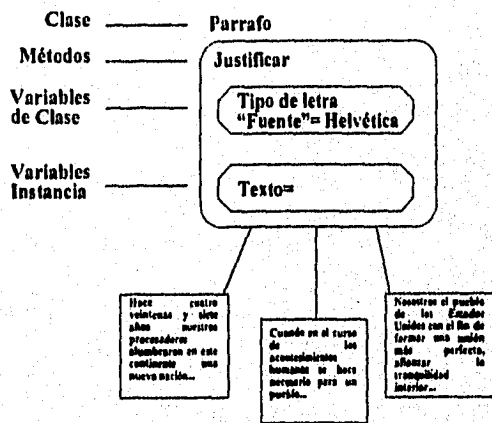 Clase Parrafo
Métodos Justificar
Variables
de Clase
Tipo de letra
"Fuente"= Helvética
Variables
Instancia
Texto=
Hace cuatro
veintenas y siete
años nuestros
procesadores
alumbraron en este
continente una
nueva nación...
Cuando en el curso
de los
acontecimientos
humanos se hace
necesario para un
pueblo...
Nosotros el pueblo
de los Estados
Unidos con el fin de
formar una unión
más perfecta,
afianzar la
tranquilidad
interior...